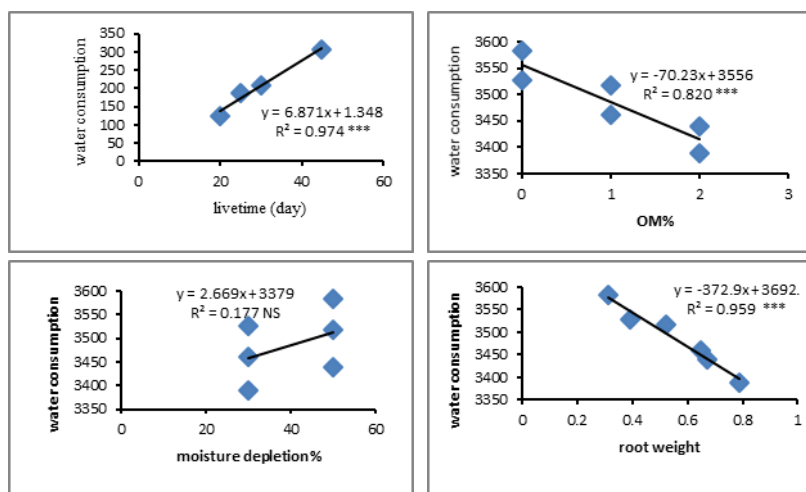 water consumption
350
300
250
200
150
100
50
0
y = 6.871x + 1.348
R² = 0.974 ***
0 20 40 60
livetime (day)
water consumption
3600
3550
3500
3450
3400
3350
y = -70.23x + 3556
R² = 0.820 ***
0 1 2 3
OM%
water consumption
3600
3550
3500
3450
3400
3350
y = 2.669x + 3379
R² = 0.177 NS
0 20 40 60
moisture depletion%
water consumption
3600
3550
3500
3450
3400
3350
y = -372.9x + 3692.
R² = 0.959 ***
0 0.2 0.4 0.6 0.8 1
root weight